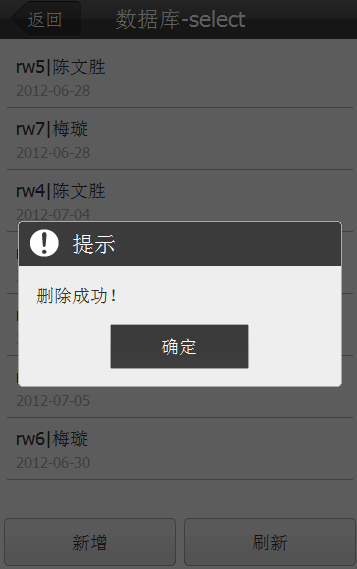 返回
数据库-select
rw5|陈文胜
2012-06-28
rw7|梅璇
2012-06-28
rw4|陈文胜
2012-07-04
提示
删除成功！
确定
2012-07-05
rw6|梅璇
2012-06-30
新增
刷新